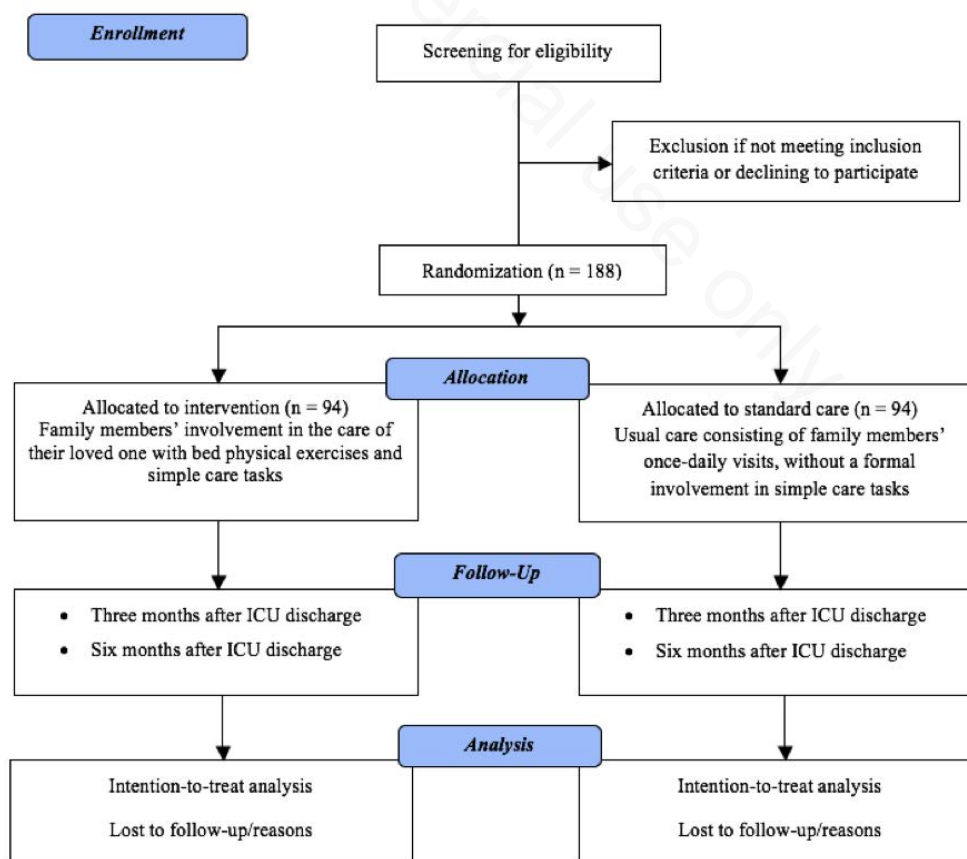 Enrollment
Screening for eligibility
Exclusion if not meeting inclusion
criteria or declining to participate
Randomization (n = 188)
Allocation
Allocated to intervention (n = 94)
Family members' involvement in the care of
their loved one with bed physical exercises and
simple care tasks
Allocated to standard care (n = 94)
Usual care consisting of family members'
once-daily visits, without a formal
involvement in simple care tasks
Follow-Up
• Three months after ICU discharge
• Six months after ICU discharge
• Three months after ICU discharge
• Six months after ICU discharge
Analysis
Intention-to-treat analysis
Lost to follow-up/reasons
Intention-to-treat analysis
Lost to follow-up/reasons
use only